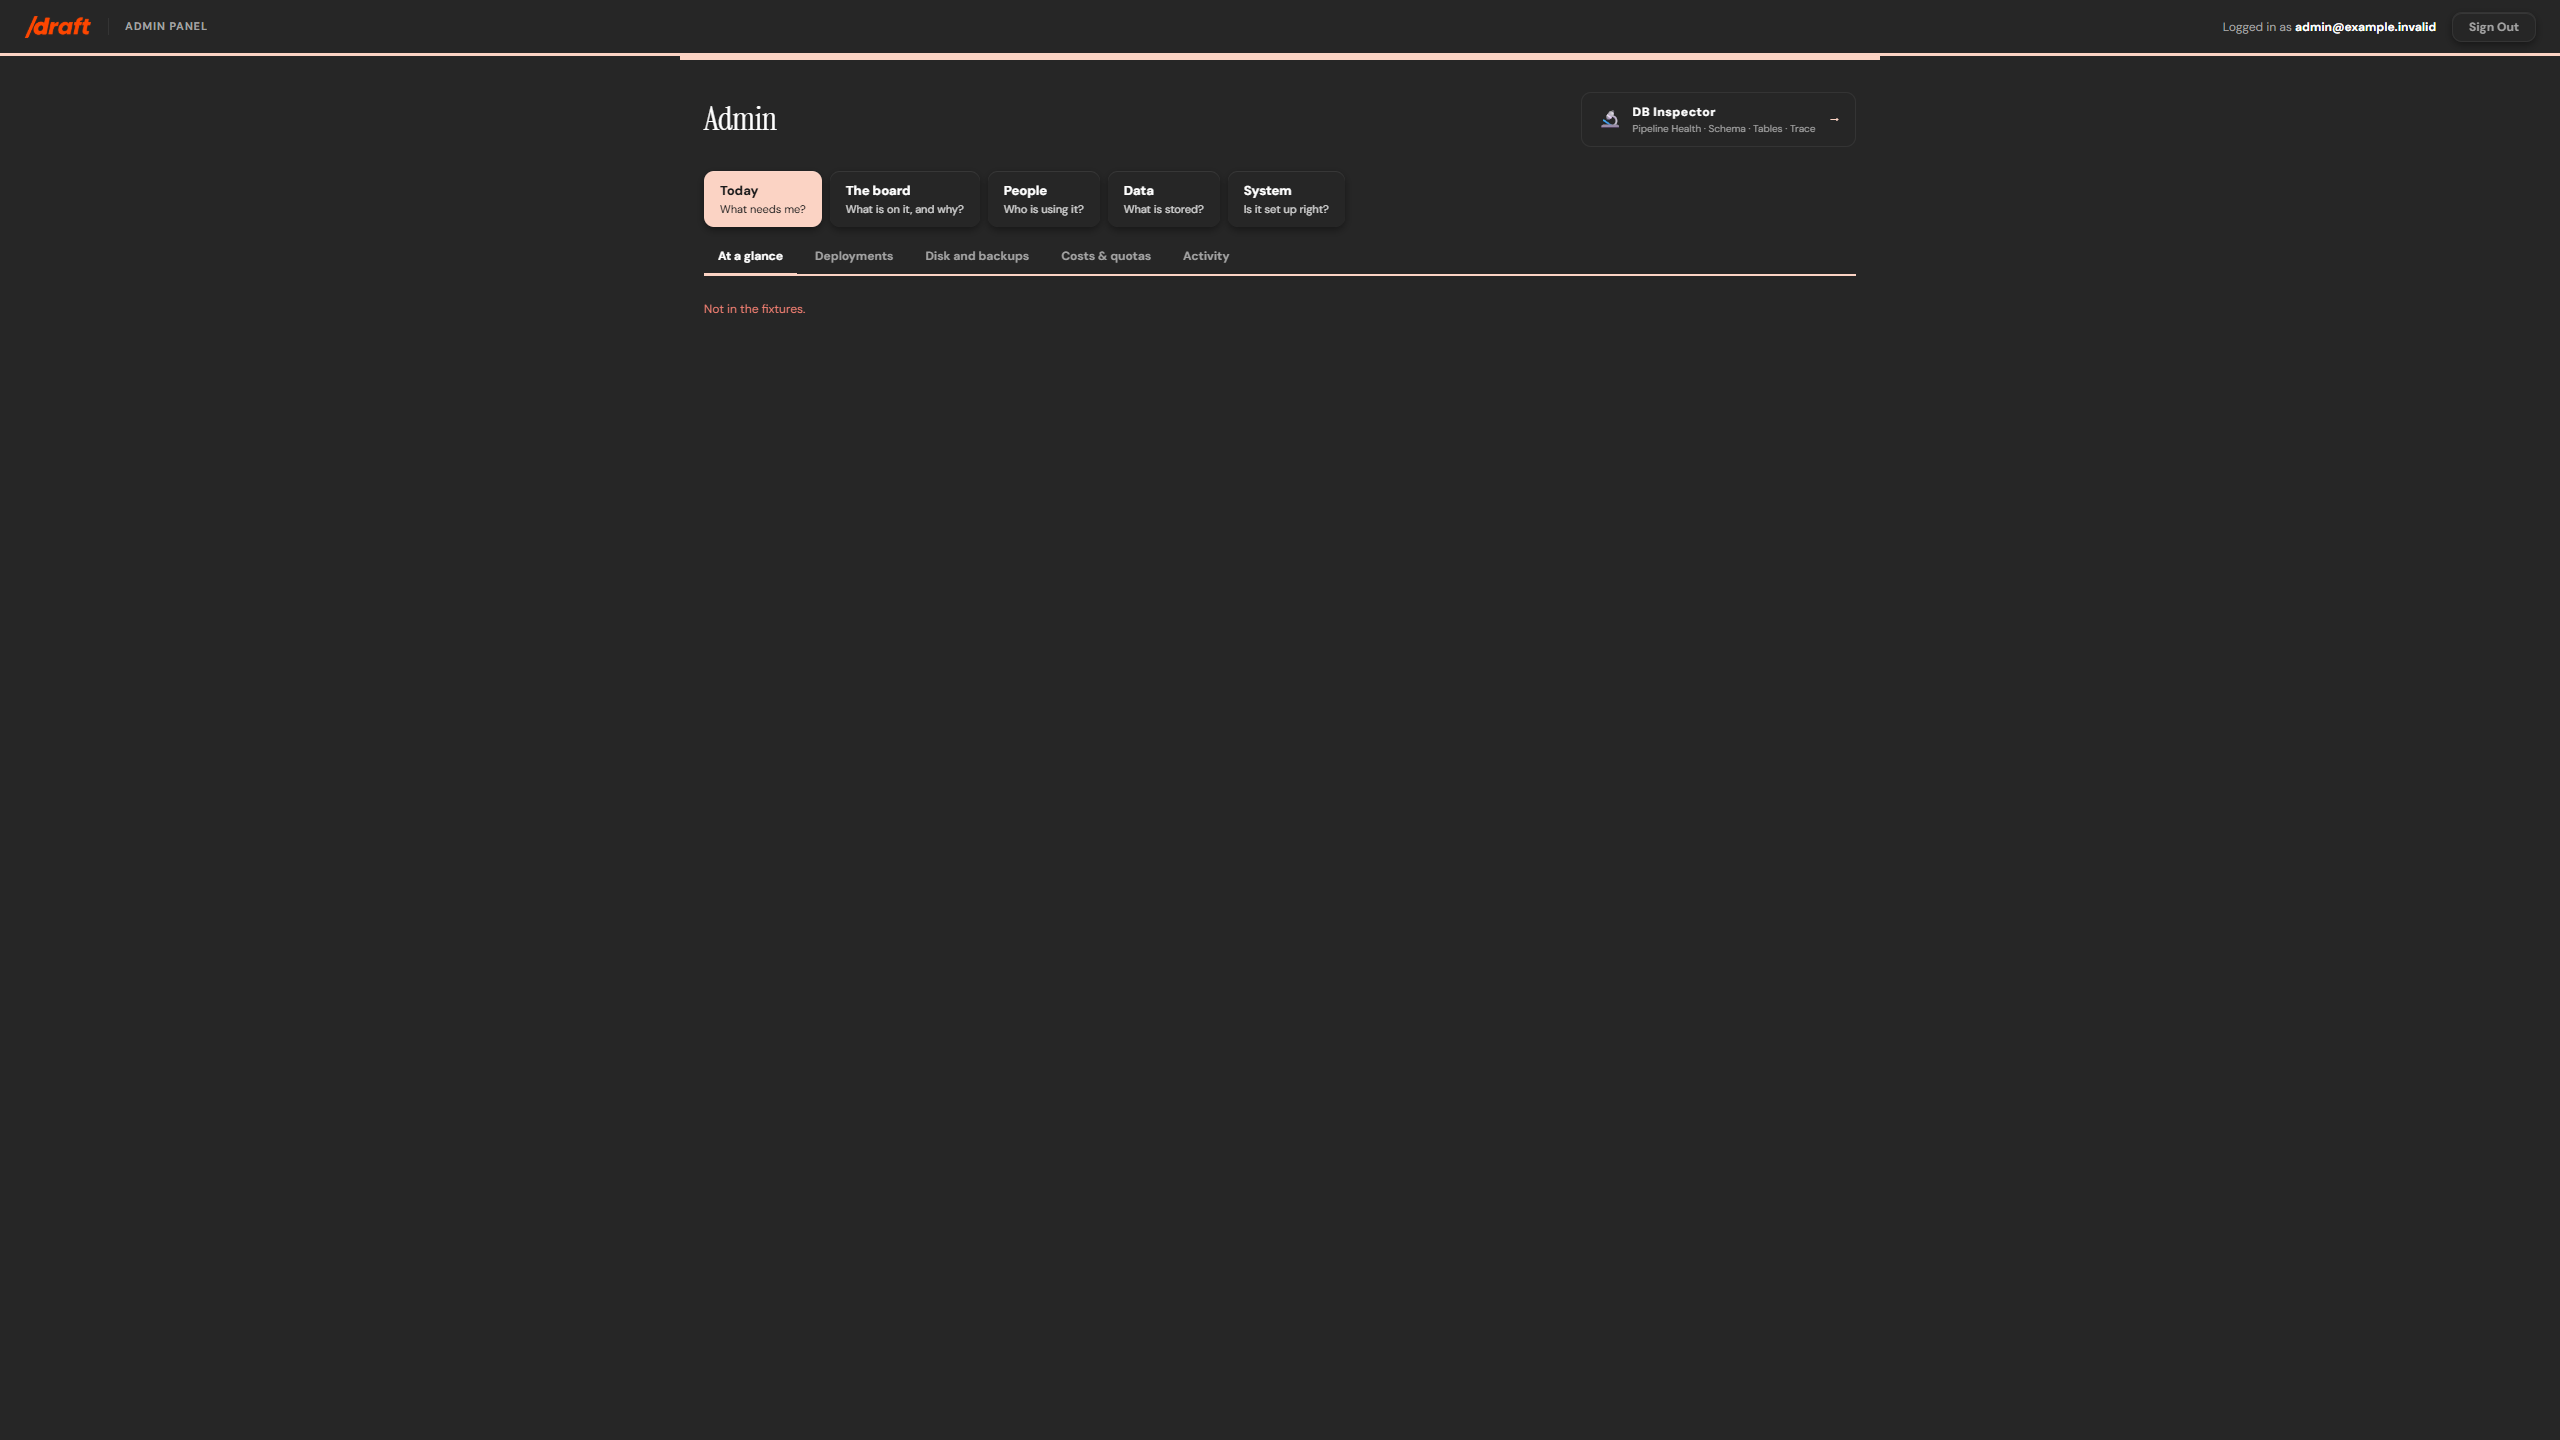 /draft
ADMIN PANEL
Logged in as admin@example.invalid
Sign Out
Admin
DB Inspector
Pipeline Health · Schema · Tables · Trace
→
Today
What needs me?
The board
What is on it, and why?
People
Who is using it?
Data
What is stored?
System
Is it set up right?
At a glance
Deployments
Disk and backups
Costs & quotas
Activity
Not in the fixtures.